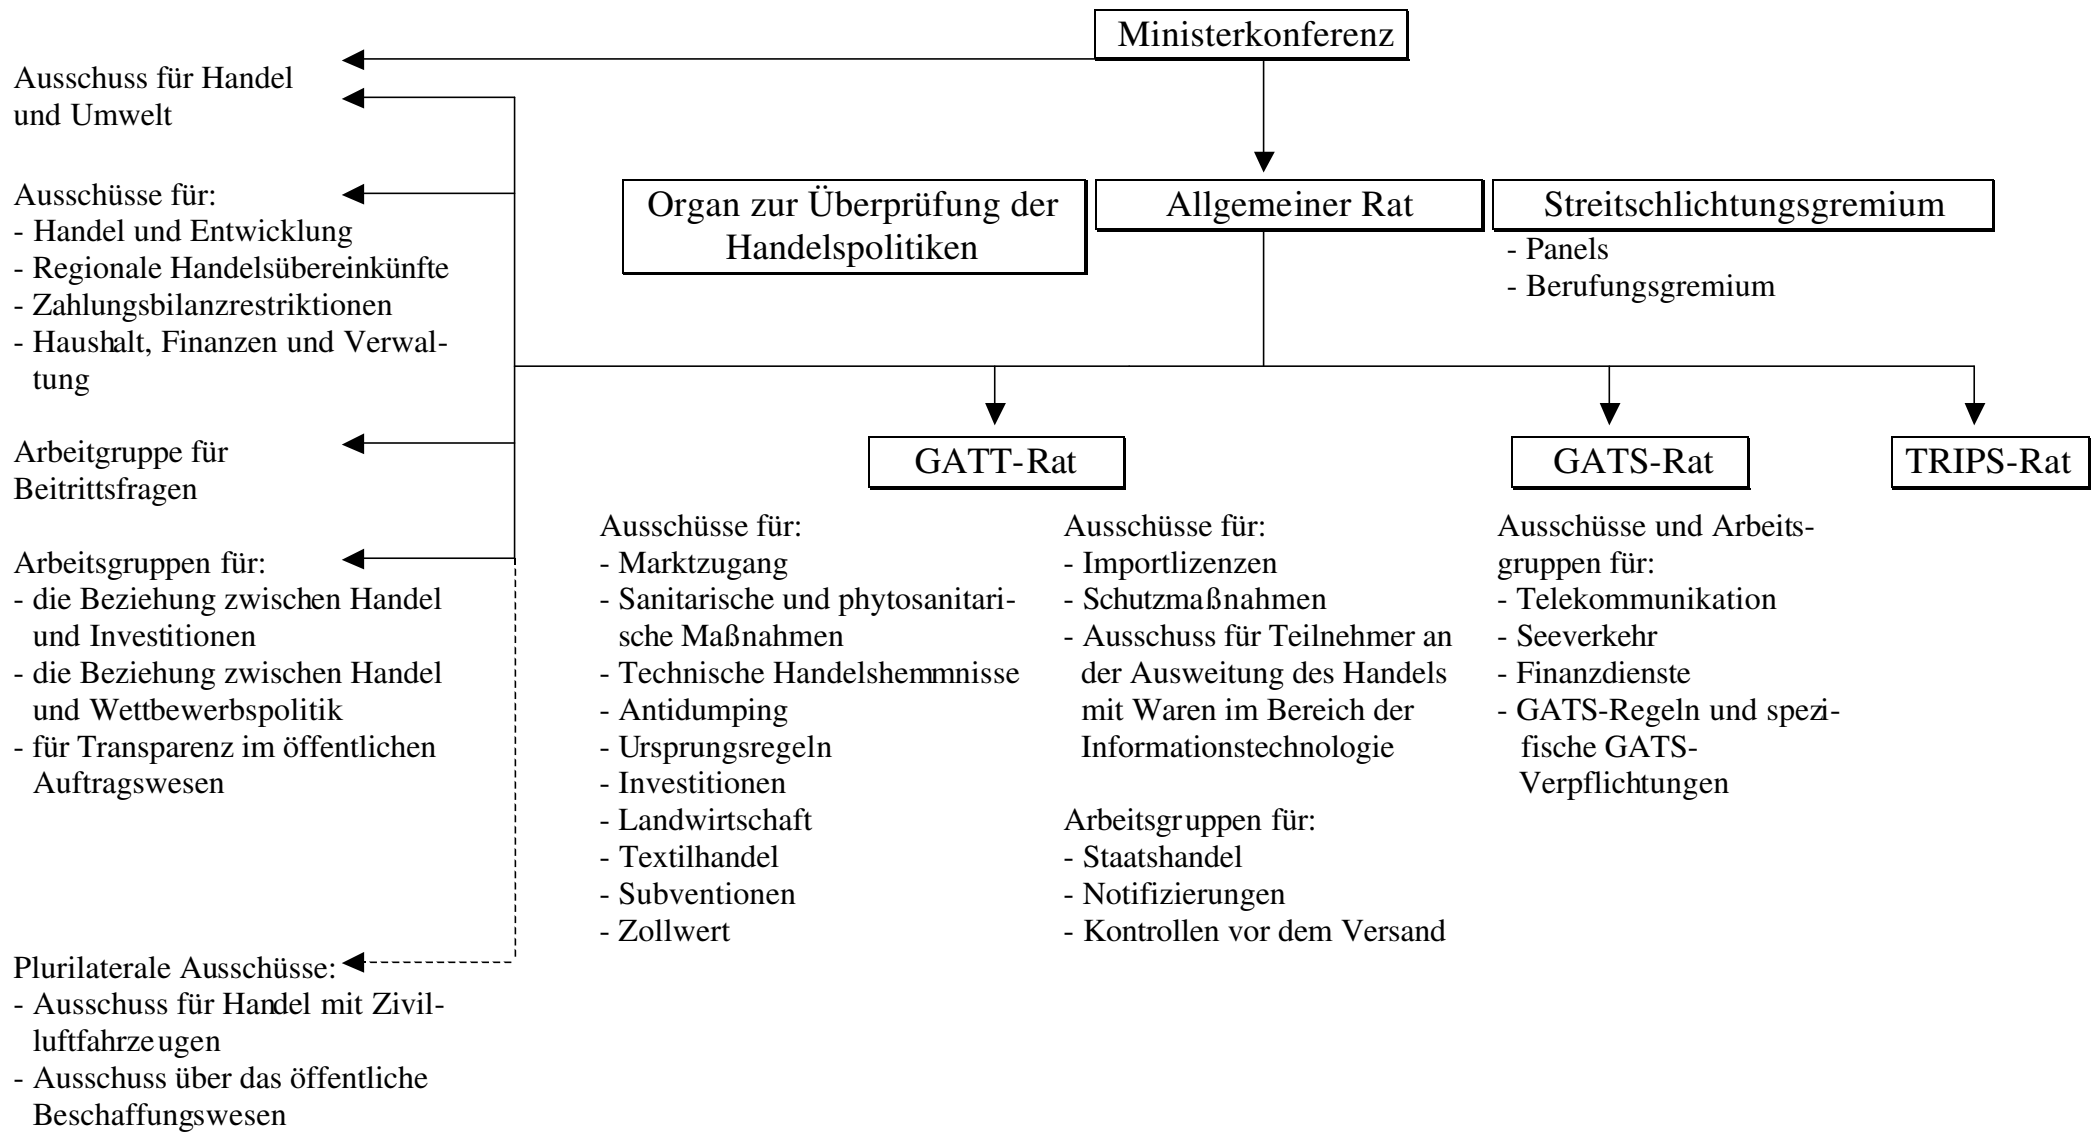 Ministerkonferenz
Ausschuss für Handel
und Umwelt
Ausschüsse für:
- Handel und Entwicklung
- Regionale Handelsübereinkünfte
- Zahlungsbilanzrestriktionen
- Haushalt, Finanzen und Verwal-
tung
Arbeitgruppe für
Beitrittsfragen
Arbeitsgruppen für:
- die Beziehung zwischen Handel
und Investitionen
- die Beziehung zwischen Handel
und Wettbewerbspolitik
- für Transparenz im öffentlichen
Auftragswesen
Plurilaterale Ausschüsse:
- Ausschuss für Handel mit Zivil-
luftfahrzeugen
- Ausschuss über das öffentliche
Beschaffungswesen
Organ zur Überprüfung der
Handelspolitiken
Allgemeiner Rat
Streitschlichtungsgremium
- Panels
- Berufungsgremium
GATT-Rat
Ausschüsse für:
- Marktzugang
- Sanitarische und phytosanitari-
sche Maßnahmen
- Technische Handelshemmnisse
- Antidumping
- Ursprungsregeln
- Investitionen
- Landwirtschaft
- Textilhandel
- Subventionen
- Zollwert
Ausschüsse für:
- Importlizenzen
- Schutzmaßnahmen
- Ausschuss für Teilnehmer an
der Ausweitung des Handels
mit Waren im Bereich der
Informationstechnologie
Arbeitsgruppen für:
- Staatshandel
- Notifizierungen
- Kontrollen vor dem Versand
GATS-Rat
Ausschüsse und Arbeits-
gruppen für:
- Telekommunikation
- Seeverkehr
- Finanzdienste
- GATS-Regeln und spezi-
fische GATS-
Verpflichtungen
TRIPS-Rat